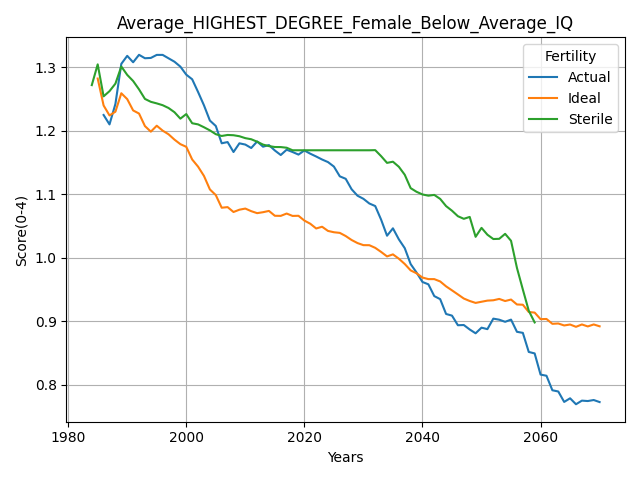 Average_HIGHEST_DEGREE_Female_Below_Average_IQ
Fertility
Actual
Ideal
Sterile
Score(0-4)
1.3
1.2
1.1
1.0
0.9
0.8
1980
2000
2020
2040
2060
Years